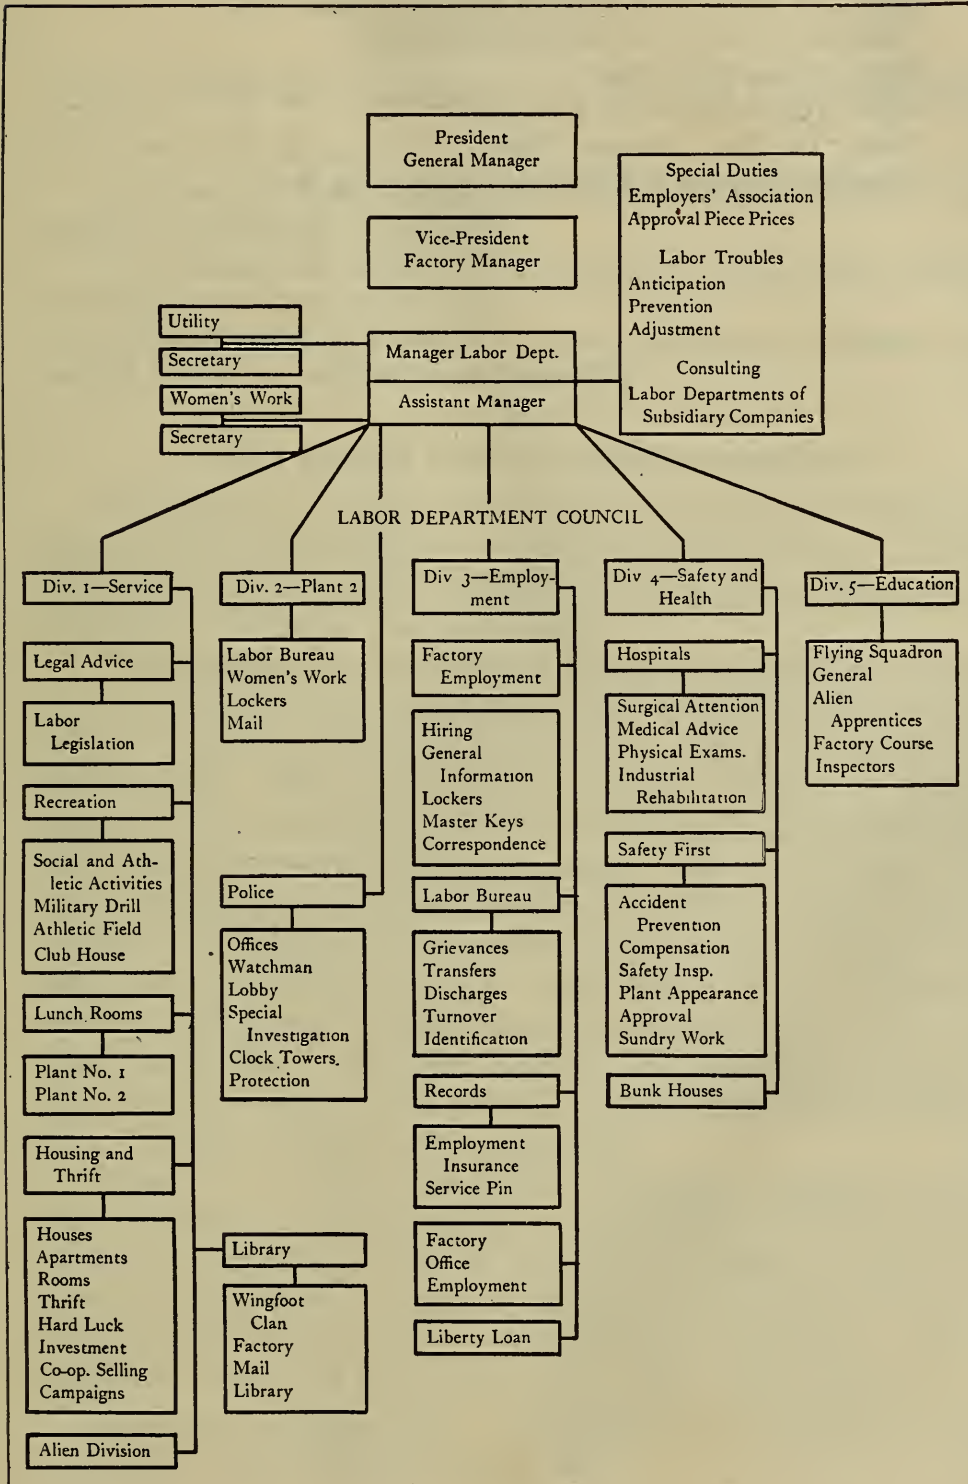 President
General Manager
Vice-President
Factory Manager
Special Duties
Employers' Association
Approval Piece Prices
Labor Troubles
Anticipation
Prevention
Adjustment
Consulting
Labor Departments of
Subsidiary Companies
Utility
Secretary
Women's Work
Secretary
Manager Labor Dept.
Assistant Manager
LABOR DEPARTMENT COUNCIL
Div. 1—Service
Legal Advice
Labor
Legislation
Recreation
Social and Ath-
letic Activities
Military Drill
Athletic Field
Club House
Lunch Rooms
Plant No. 1
Plant No. 2
Housing and
Thrift
Houses
Apartments
Rooms
Thrift
Hard Luck
Investment
Co-op. Selling
Campaigns
Alien Division
Div. 2—Plant 2
Labor Bureau
Women's Work
Lockers
Mail
Police
Offices
Watchman
Lobby
Special
Investigation
Clock Towers.
Protection
Library
Wingfoot
Clan
Factory
Mail
Library
Div 3—Employ-
ment
Factory
Employment
Hiring
General
Information
Lockers
Master Keys
Correspondence
Labor Bureau
Grievances
Transfers
Discharges
Turnover
Identification
Records
Employment
Insurance
Service Pin
Factory
Office
Employment
Liberty Loan
Div 4—Safety and
Health
Hospitals
Surgical Attention
Medical Advice
Physical Exams.
Industrial
Rehabilitation
Safety First
Accident
Prevention
Compensation
Safety Insp.
Plant Appearance
Approval
Sundry Work
Bunk Houses
Div. 5—Education
Flying Squadron
General
Alien
Apprentices
Factory Course
Inspectors